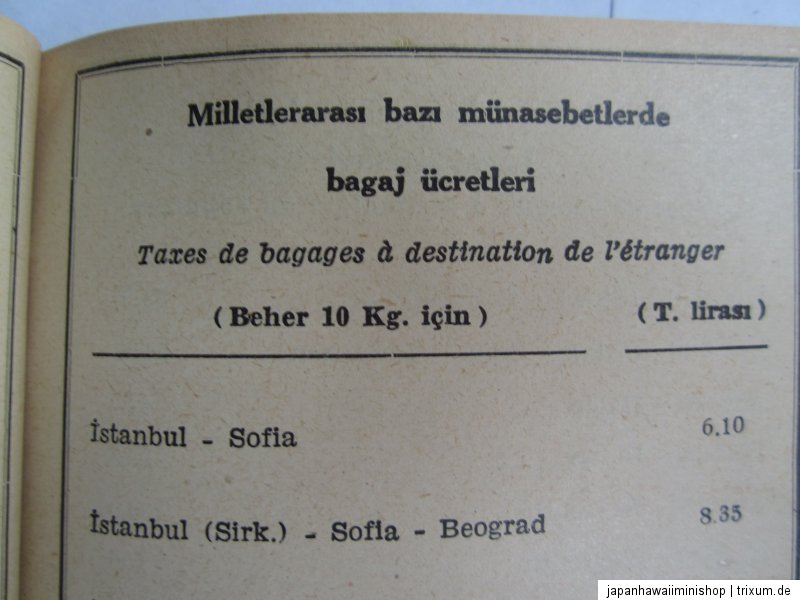 Milletlerarası bazı münasebetlerde
bagaj ücretleri
Taxes de bagages à destination de l'étranger
(Beher 10 Kg. için) (T. lirası)
İstanbul - Sofia 6.10
İstanbul (Sirk.) - Sofia - Beograd 8.35
japanhawaiiminishop | trixum.de